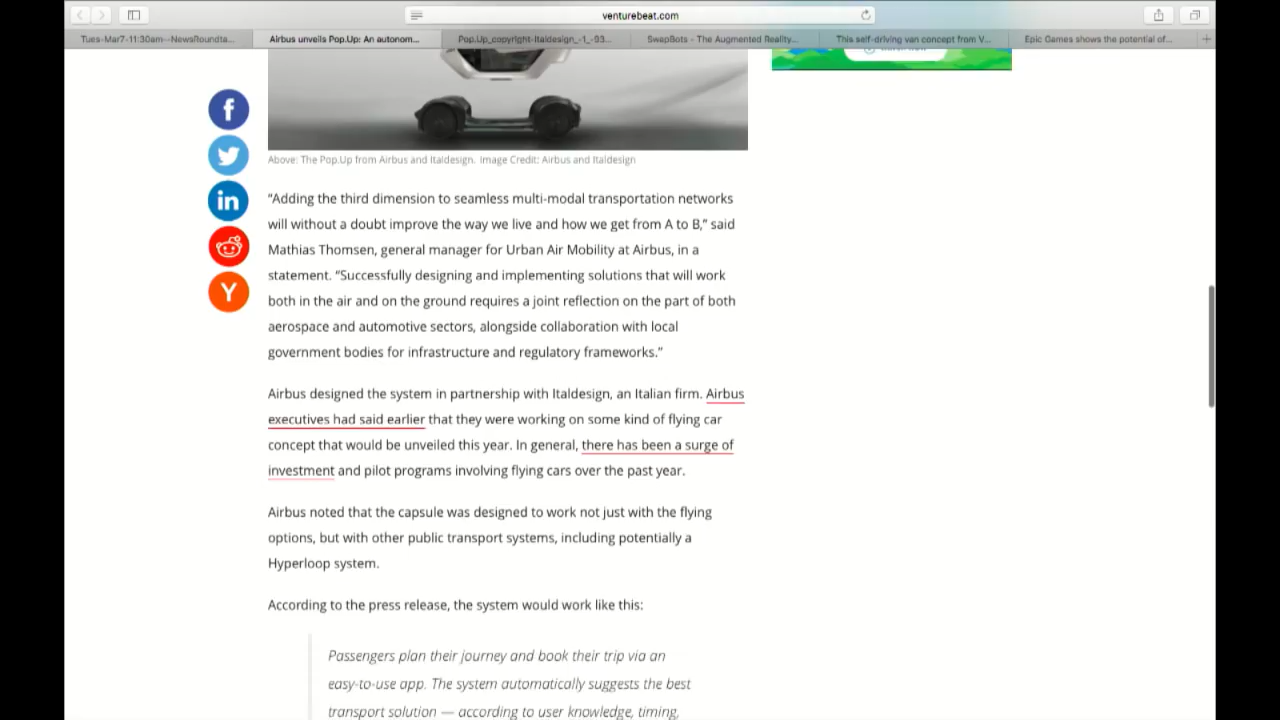 venturebeat.com
Tues-Mar7-11:30am--NewsRoundta...
Airbus unveils Pop.Up: An autonom...
Pop.Up_copyright-Italdesign_-1_-93...
SwapBots - The Augmented Reality...
This self-driving van concept from V...
Epic Games shows the potential of...
f
in
Y
Above: The Pop.Up from Airbus and Italdesign. Image Credit: Airbus and Italdesign
“Adding the third dimension to seamless multi-modal transportation networks
will without a doubt improve the way we live and how we get from A to B,” said
Mathias Thomsen, general manager for Urban Air Mobility at Airbus, in a
statement. “Successfully designing and implementing solutions that will work
both in the air and on the ground requires a joint reflection on the part of both
aerospace and automotive sectors, alongside collaboration with local
government bodies for infrastructure and regulatory frameworks.”
Airbus designed the system in partnership with Italdesign, an Italian firm. Airbus
executives had said earlier that they were working on some kind of flying car
concept that would be unveiled this year. In general, there has been a surge of
investment and pilot programs involving flying cars over the past year.
Airbus noted that the capsule was designed to work not just with the flying
options, but with other public transport systems, including potentially a
Hyperloop system.
According to the press release, the system would work like this:
Passengers plan their journey and book their trip via an
easy-to-use app. The system automatically suggests the best
transport solution — according to user knowledge, timing,